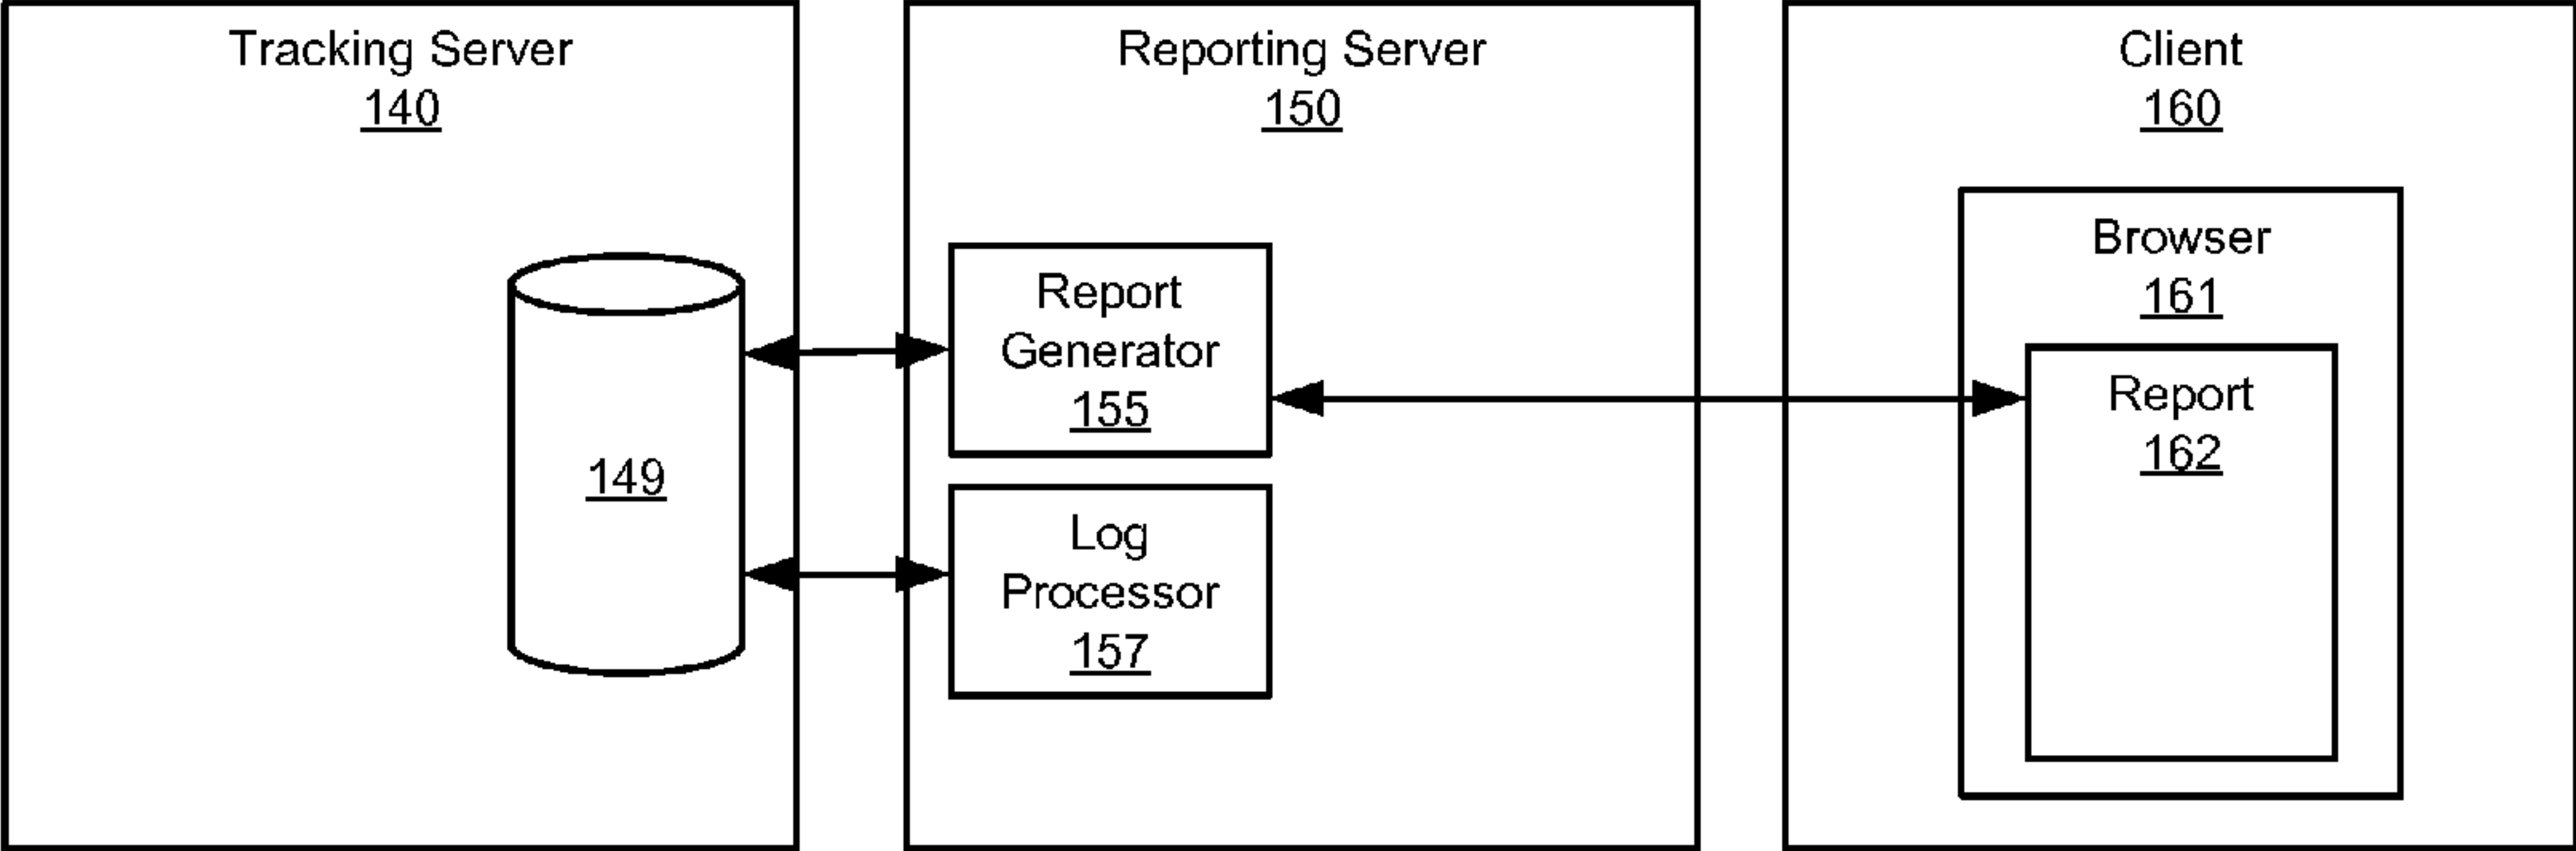 Tracking Server
140
149
Reporting Server
150
Report
Generator
155
Log
Processor
157
Client
160
Browser
161
Report
162